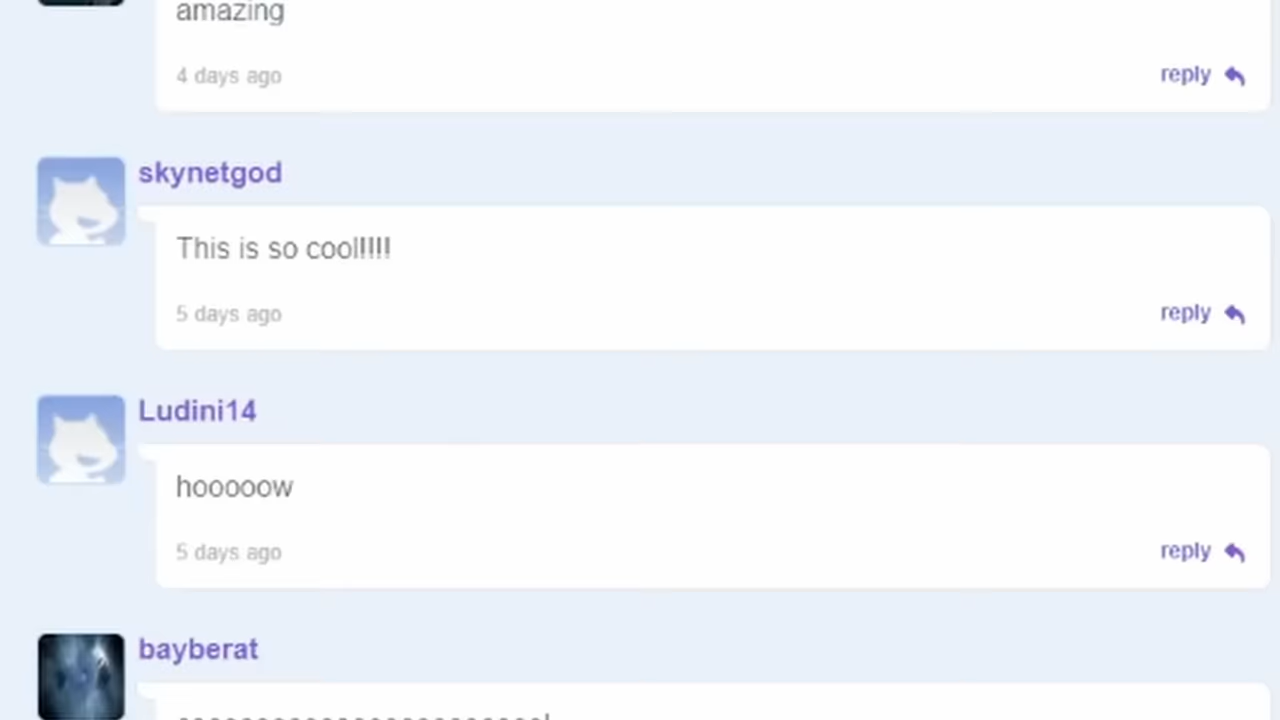 amazing
4 days ago
reply
skynetgod
This is so cool!!!!
5 days ago
reply
Ludini14
hooooow
5 days ago
reply
bayberat